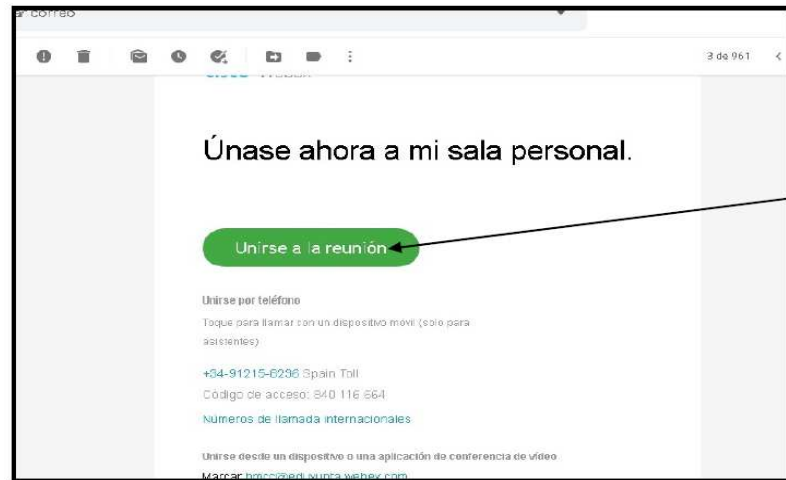 correo
3 de 961
Únase ahora a mi sala personal.
Unirse a la reunión
Unirse por teléfono
Toque para llamar con un dispositivo móvil (solo para
asistentes)
+34-91215-8236 Spain Toll
Código de acceso: 840 116 664
Números de llamada internacionales
Unirse desde un dispositivo o una aplicación de conferencia de vídeo
Marcar